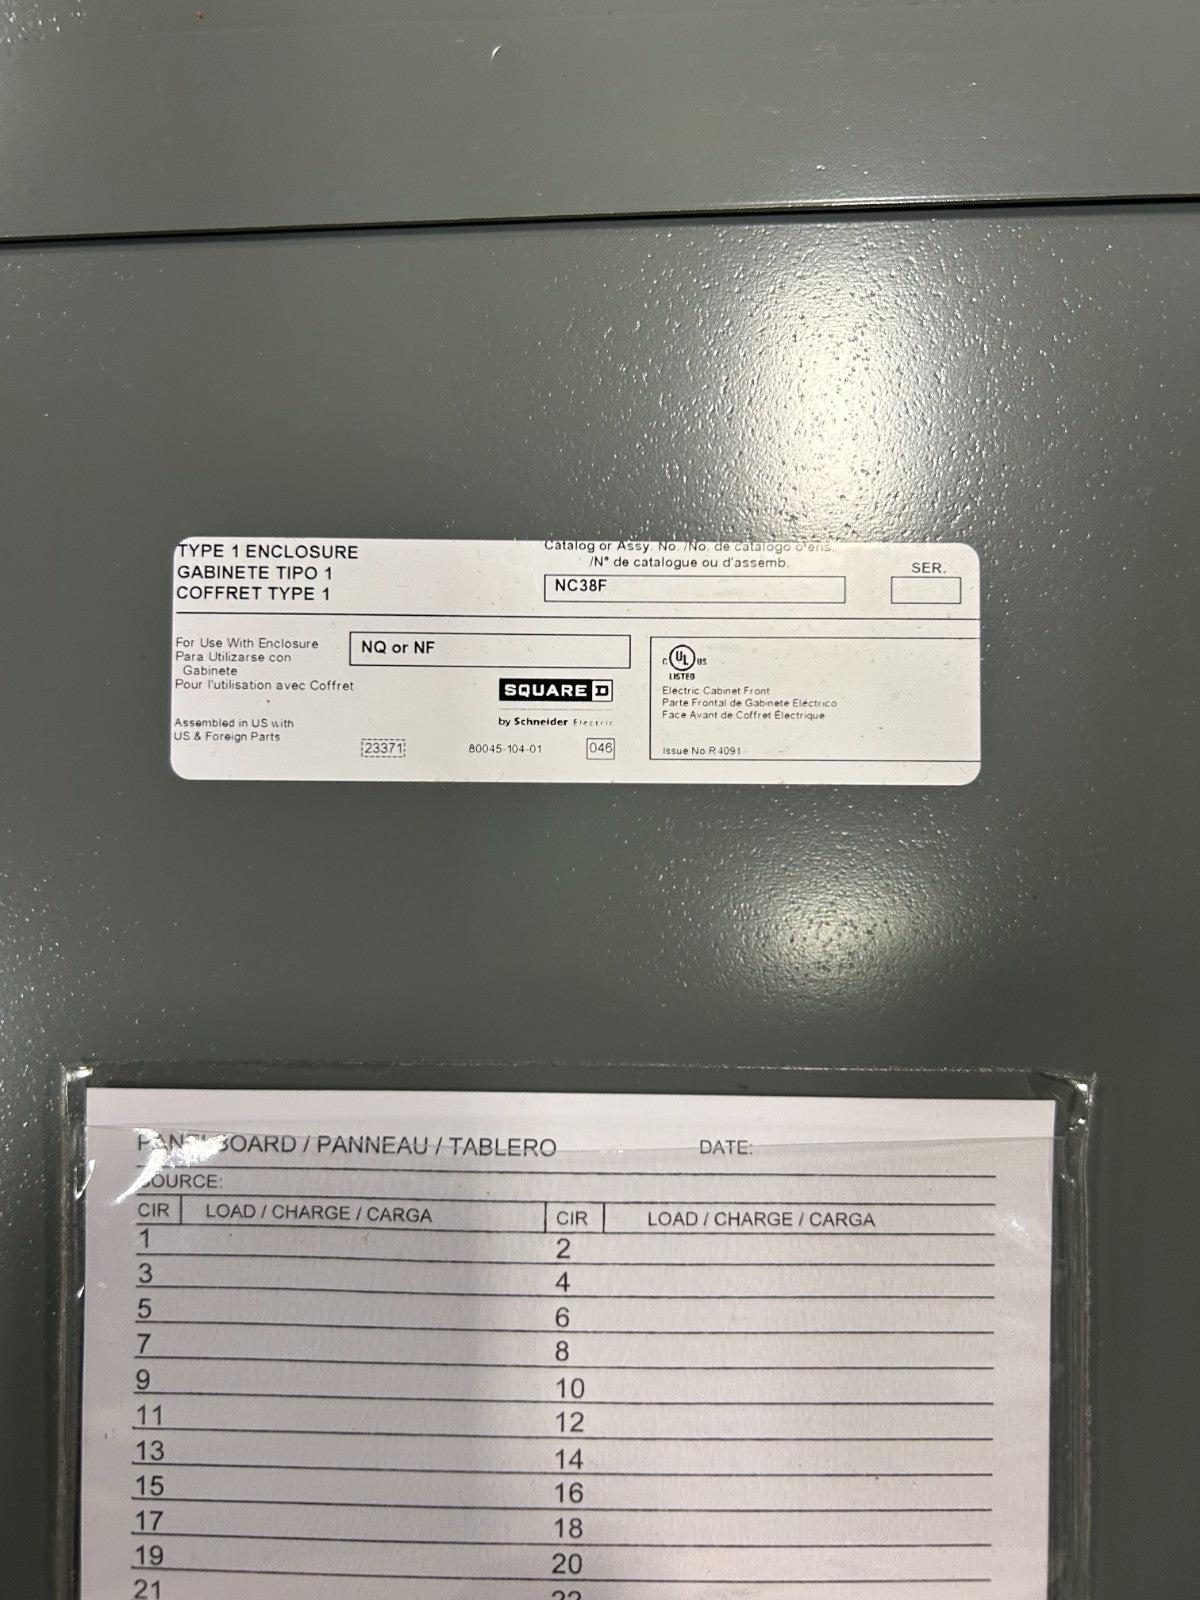 TYPE 1 ENCLOSURE
GABINETE TIPO 1
COFFRET TYPE 1
Catalog or Assy. No. /No. de catalogo o'ens.
/N° de catalogue ou d'assemb.
NC38F
SER.
For Use With Enclosure
Para Utilizarse con
Gabinete
Pour l'utilisation avec Coffret
NQ or NF
SQUARE D
by Schneider Electric
Assembled in US with
US & Foreign Parts
23371
80045-104-01
046
C UL US
LISTED
Electric Cabinet Front
Parte Frontal de Gabinete Eléctrico
Face Avant de Coffret Électrique
Issue No R4091
PANELBOARD / PANNEAU / TABLERO DATE:
SOURCE:
CIR LOAD / CHARGE / CARGA CIR LOAD / CHARGE / CARGA
1 2
3 4
5 6
7 8
9 10
11 12
13 14
15 16
17 18
19 20
21 22